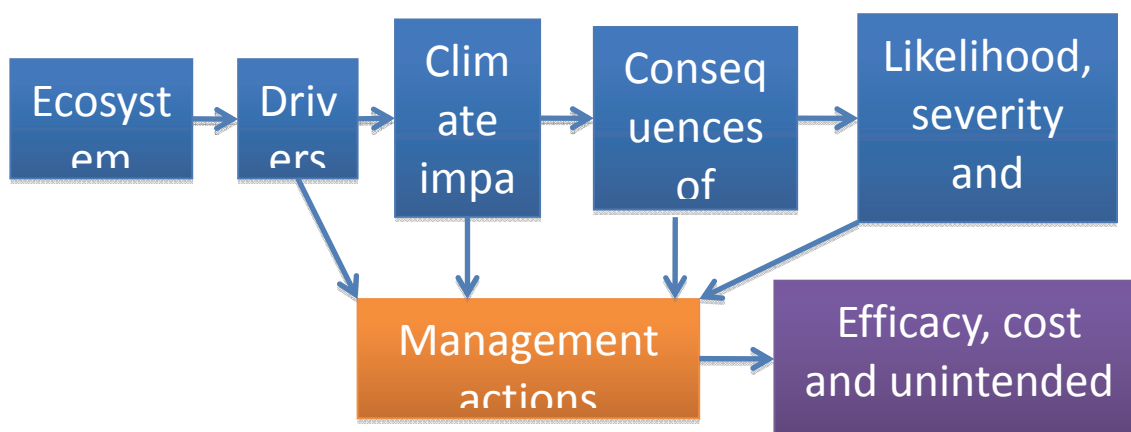 Ecosyst
em
Driv
ers
Clim
ate
impa
Conseq
uences
of
Likelihood,
severity
and
Management
actions
Efficacy, cost
and unintended